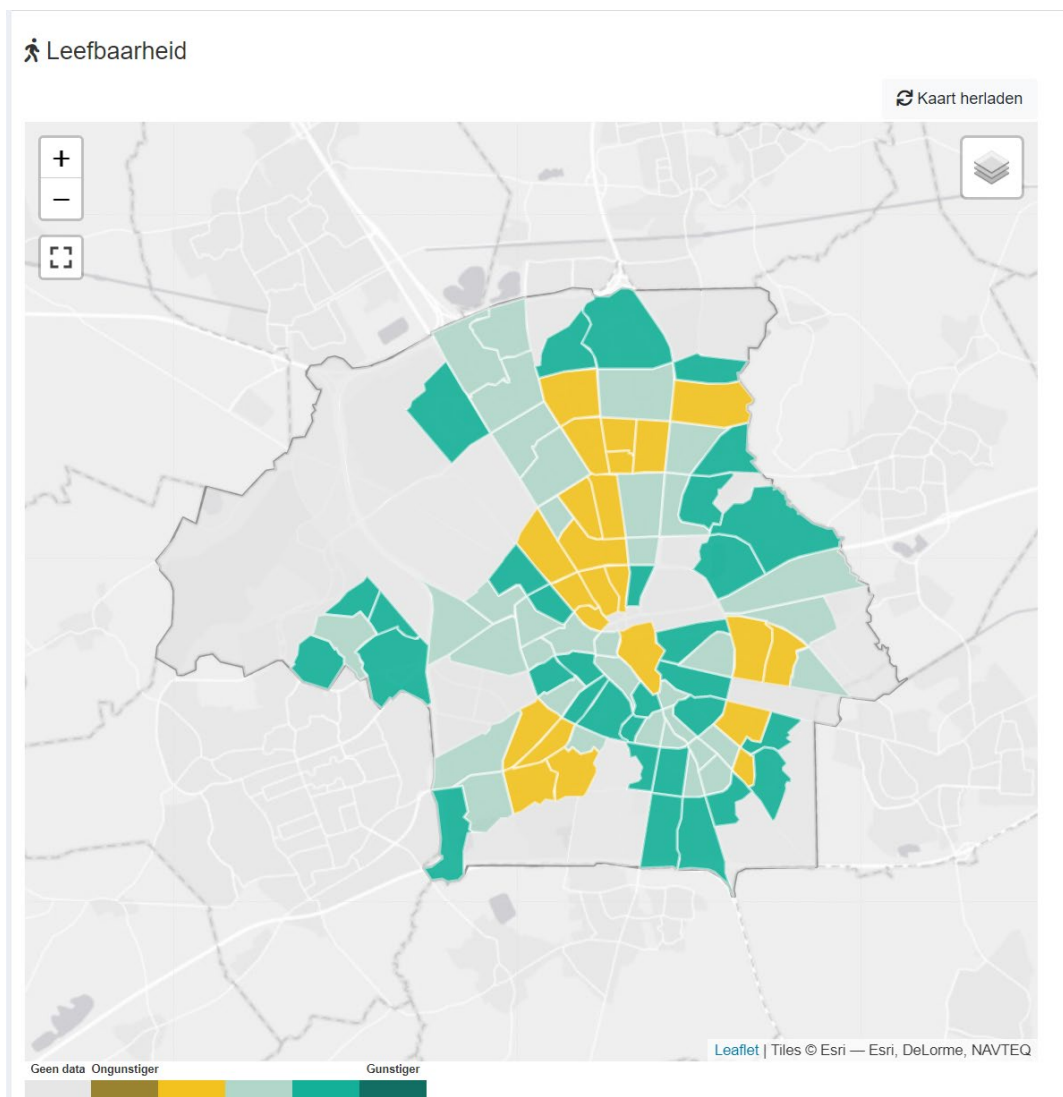 Leefbaarheid
Kaart herladen
+
−
Leaflet | Tiles © Esri — Esri, DeLorme, NAVTEQ
Geen data Ongunstiger Gunstiger